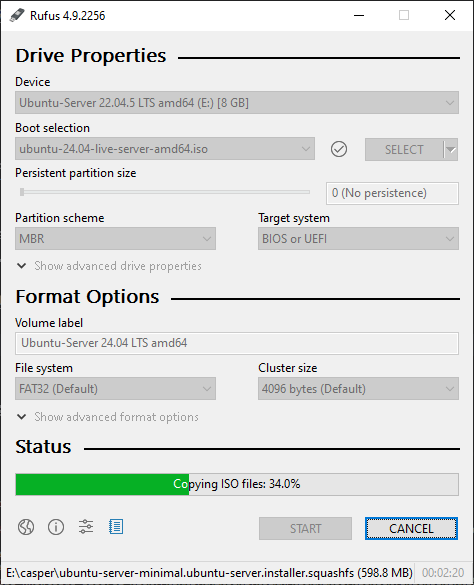 Rufus 4.9.2256
Drive Properties
Device
Ubuntu-Server 22.04.5 LTS amd64 (E:) [8 GB]
Boot selection
ubuntu-24.04-live-server-amd64.iso
SELECT
Persistent partition size
0 (No persistence)
Partition scheme
Target system
MBR
BIOS or UEFI
Show advanced drive properties
Format Options
Volume label
Ubuntu-Server 24.04 LTS amd64
File system
Cluster size
FAT32 (Default)
4096 bytes (Default)
Show advanced format options
Status
Copying ISO files: 34.0%
START
CANCEL
E:\casper\ubuntu-server-minimal.ubuntu-server.installer.squashfs (598.8 MB)
00:02:20